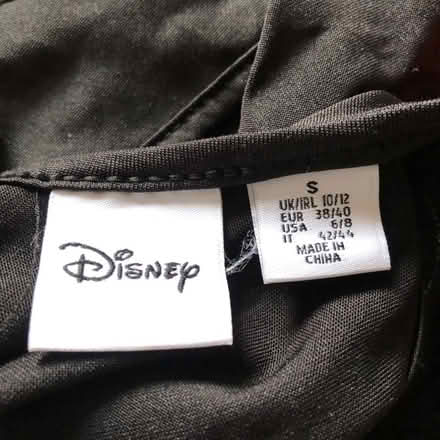 Disney
S
UK/IRL 10/12
EUR 38/40
USA 6/8
IT 42/44
MADE IN
CHINA